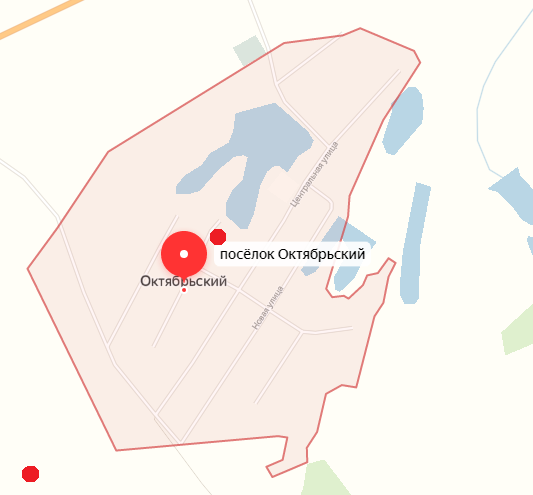 Центральная улица
посёлок Октябрьский
Октябрьский
Новая улица